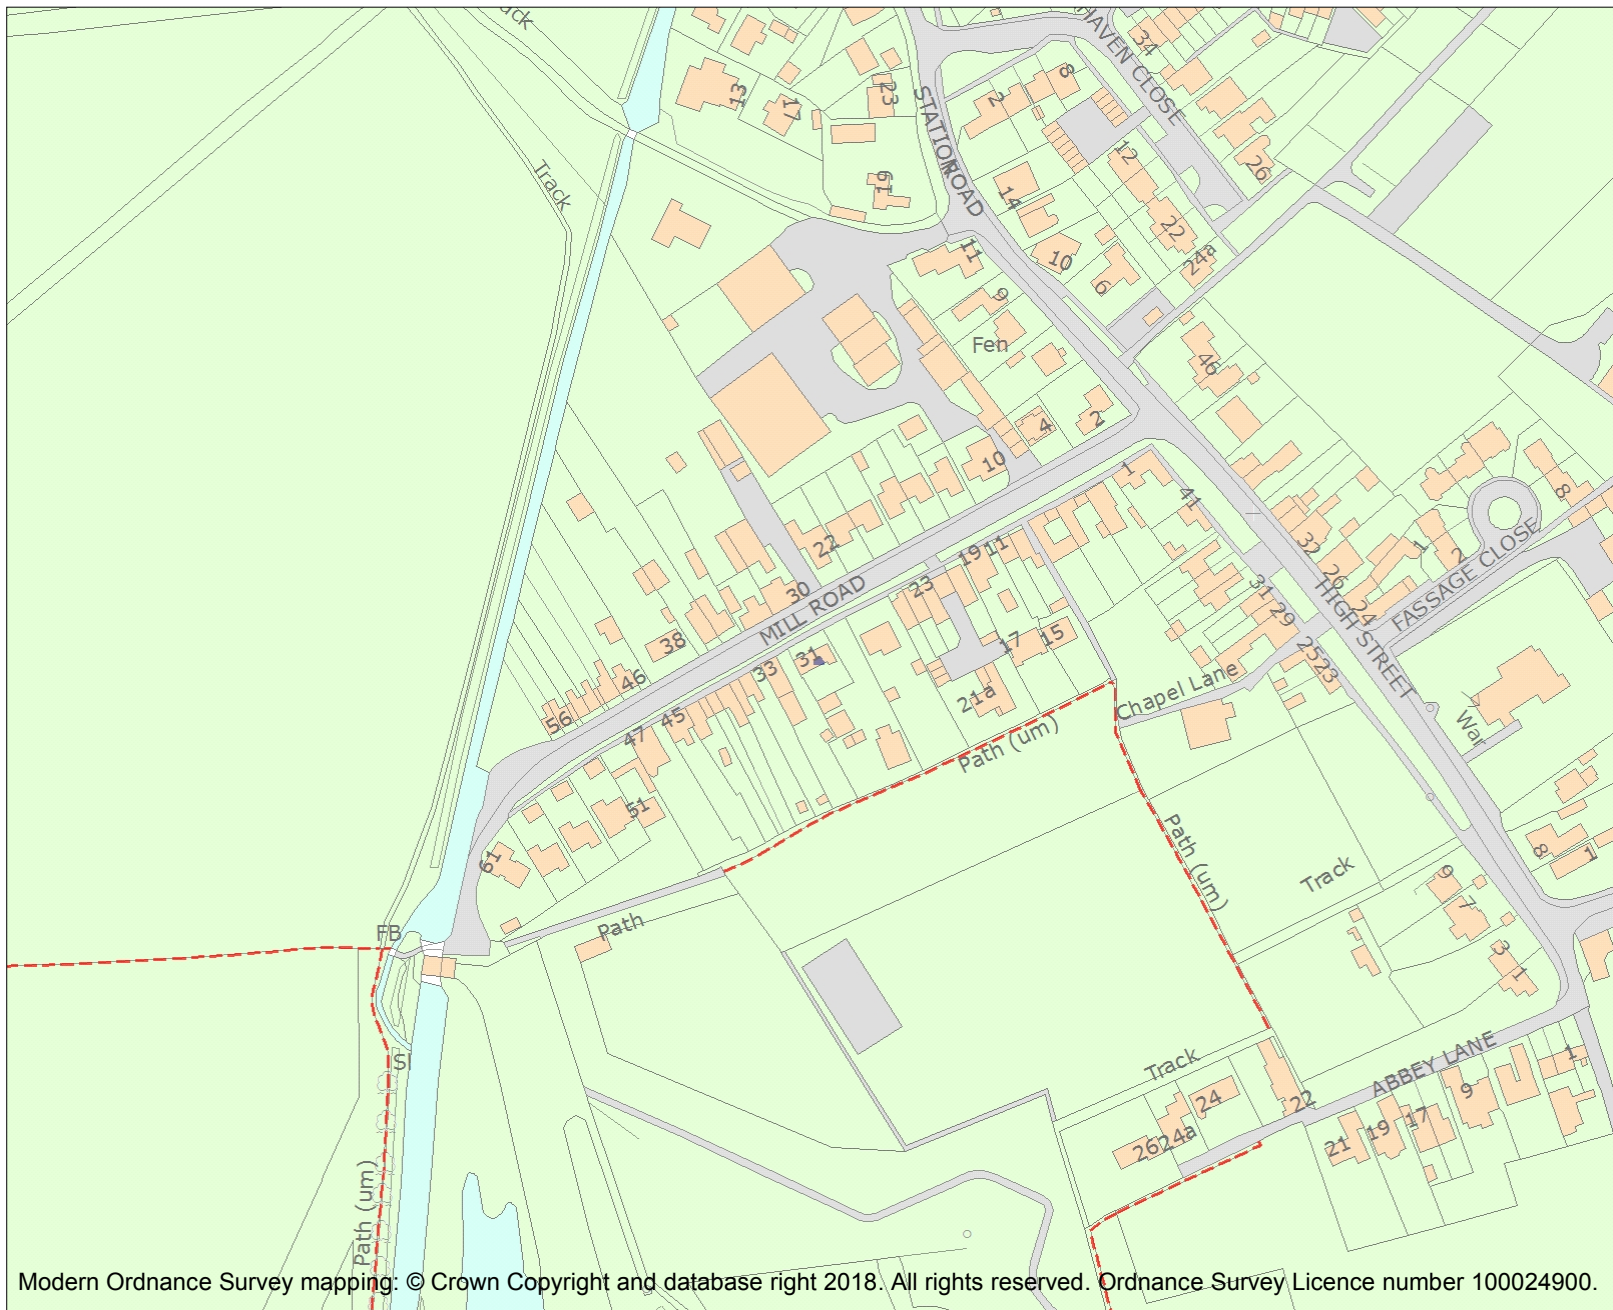 Track
34
HAVEN CLOSE
13
17
23
STATION ROAD
2
8
12
26
19
14
22
24a
10
6
11
9
Fen
46
4
2
10
1
41
8
22
19
11
32
26
24
1
2
FASSAGE CLOSE
30
23
MILL ROAD
31
29
HIGH STREET
38
31
33
17
15
25
23
46
21a
Chapel Lane
56
45
47
Path (um)
War
51
61
Path (um)
Track
8
1
9
7
FB
Path
3
1
Sl
Track
ABBEY LANE
1
24
22
9
26
24a
21
19
17
Path (um)
Modern Ordnance Survey mapping: © Crown Copyright and database right 2018. All rights reserved. Ordnance Survey Licence number 100024900.